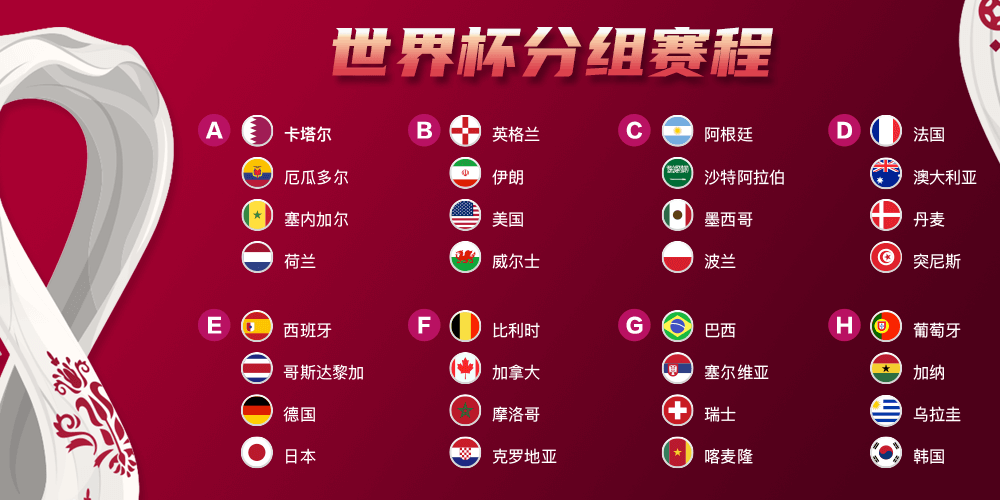 世界杯分组赛程
A 卡塔尔
厄瓜多尔
塞内加尔
荷兰
B 英格兰
伊朗
美国
威尔士
C 阿根廷
沙特阿拉伯
墨西哥
波兰
D 法国
澳大利亚
丹麦
突尼斯
E 西班牙
哥斯达黎加
德国
日本
F 比利时
加拿大
摩洛哥
克罗地亚
G 巴西
塞尔维亚
瑞士
喀麦隆
H 葡萄牙
加纳
乌拉圭
韩国